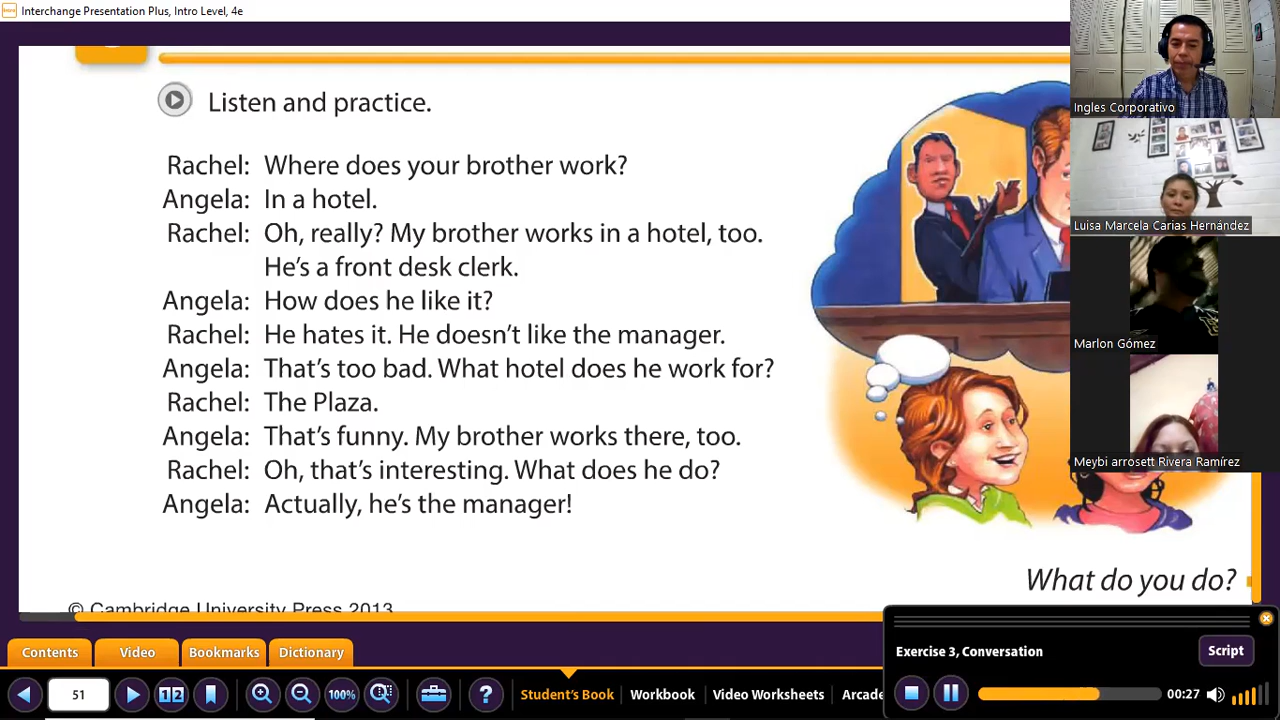 Interchange Presentation Plus, Intro Level, 4e
Listen and practice.
Rachel: Where does your brother work?
Angela: In a hotel.
Rachel: Oh, really? My brother works in a hotel, too.
He's a front desk clerk.
Angela: How does he like it?
Rachel: He hates it. He doesn't like the manager.
Angela: That's too bad. What hotel does he work for?
Rachel: The Plaza.
Angela: That's funny. My brother works there, too.
Rachel: Oh, that's interesting. What does he do?
Angela: Actually, he's the manager!
What do you do?
© Cambridge University Press 2013
Ingles Corporativo
Luisa Marcela Carias Hernández
Marlon Gómez
Meybi arrosett Rivera Ramírez
Exercise 3, Conversation
Script
00:27
Contents Video Bookmarks Dictionary
51 1 2 100% ? Student's Book Workbook Video Worksheets Arcade